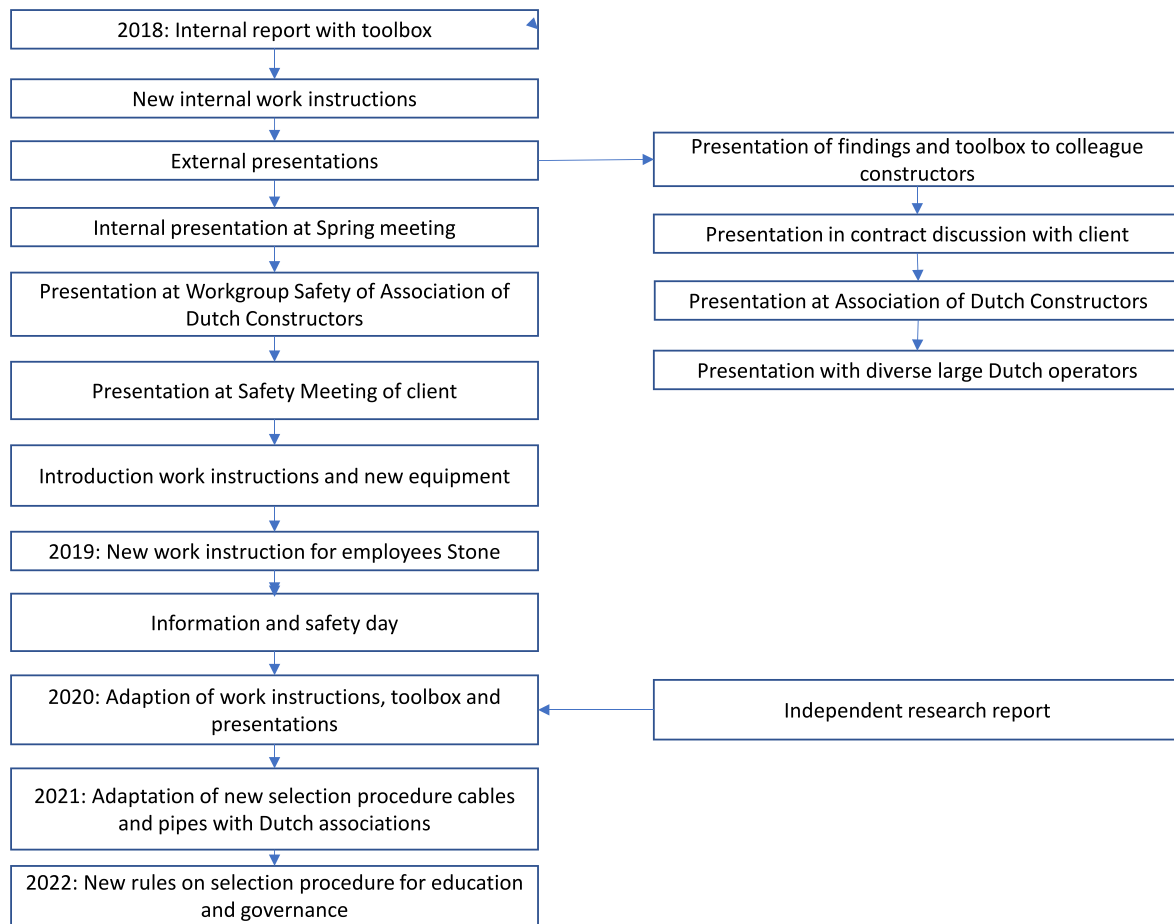 2018: Internal report with toolbox
New internal work instructions
External presentations
Internal presentation at Spring meeting
Presentation at Workgroup Safety of Association of
Dutch Constructors
Presentation at Safety Meeting of client
Introduction work instructions and new equipment
2019: New work instruction for employees Stone
Information and safety day
2020: Adaption of work instructions, toolbox and
presentations
2021: Adaptation of new selection procedure cables
and pipes with Dutch associations
2022: New rules on selection procedure for education
and governance
Presentation of findings and toolbox to colleague
constructors
Presentation in contract discussion with client
Presentation at Association of Dutch Constructors
Presentation with diverse large Dutch operators
Independent research report